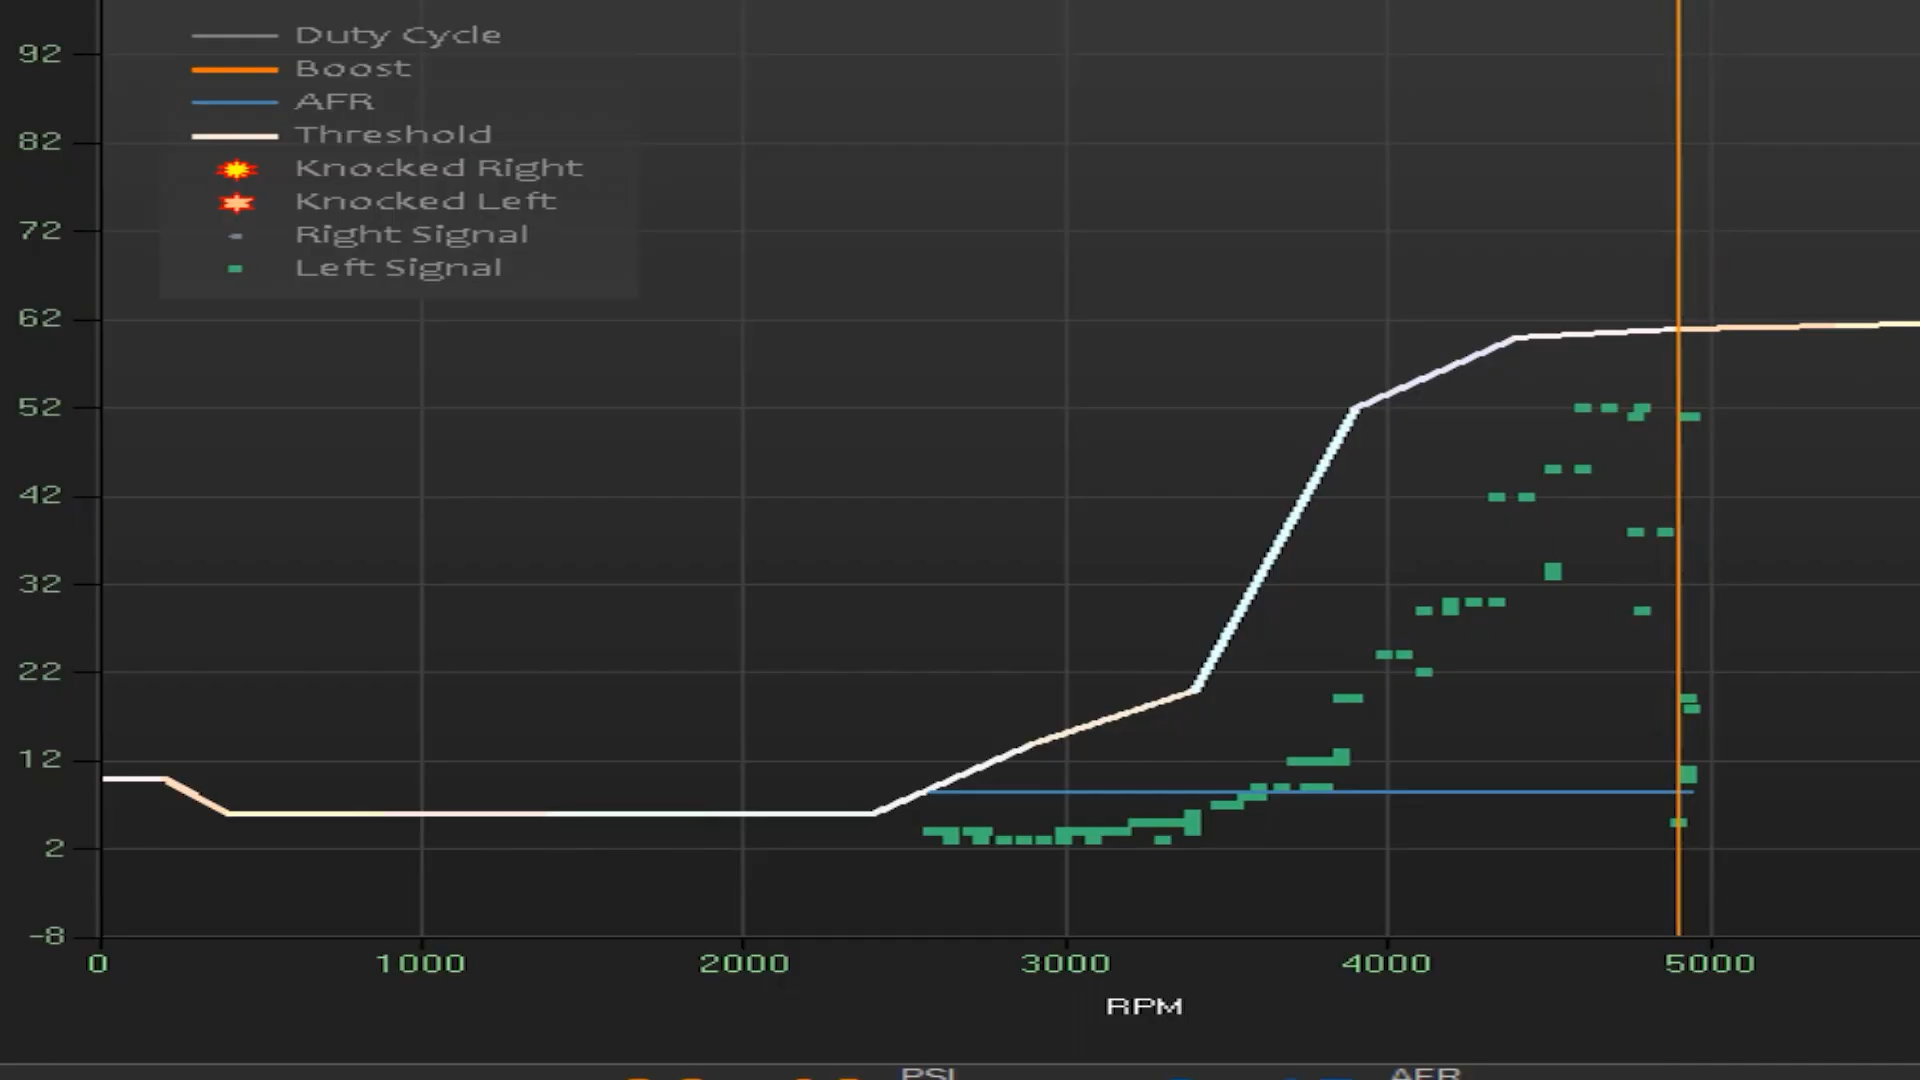 Duty Cycle
Boost
AFR
Threshold
Knocked Right
Knocked Left
Right Signal
Left Signal
92
82
72
62
52
42
32
22
12
2
-8
0 1000 2000 3000 4000 5000
RPM
PSI AFR